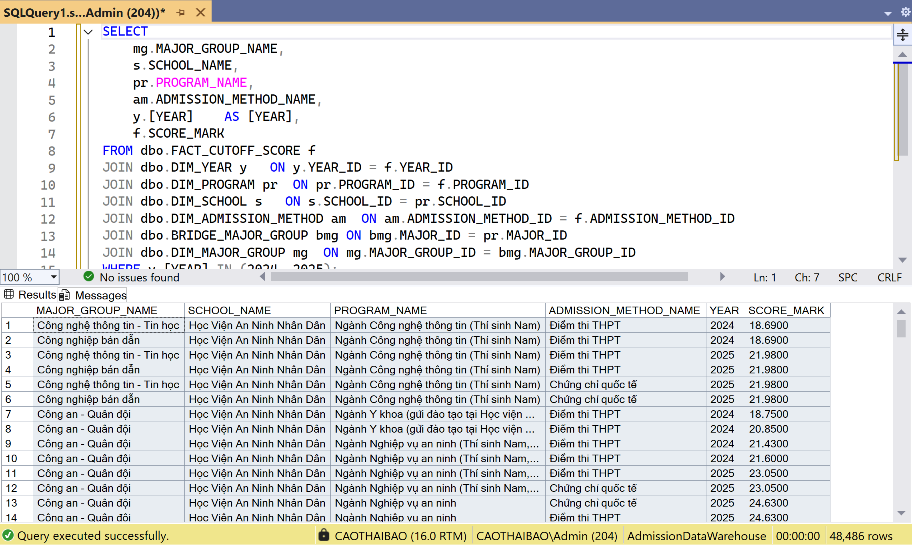 SQLQuery1.s...Admin (204))*
1 SELECT
2 mg.MAJOR_GROUP_NAME,
3 s.SCHOOL_NAME,
4 pr.PROGRAM_NAME,
5 am.ADMISSION_METHOD_NAME,
6 y.[YEAR] AS [YEAR],
7 f.SCORE_MARK
8 FROM dbo.FACT_CUTOFF_SCORE f
9 JOIN dbo.DIM_YEAR y ON y.YEAR_ID = f.YEAR_ID
10 JOIN dbo.DIM_PROGRAM pr ON pr.PROGRAM_ID = f.PROGRAM_ID
11 JOIN dbo.DIM_SCHOOL s ON s.SCHOOL_ID = pr.SCHOOL_ID
12 JOIN dbo.DIM_ADMISSION_METHOD am ON am.ADMISSION_METHOD_ID = f.ADMISSION_METHOD_ID
13 JOIN dbo.BRIDGE_MAJOR_GROUP bmg ON bmg.MAJOR_ID = pr.MAJOR_ID
14 JOIN dbo.DIM_MAJOR_GROUP mg ON mg.MAJOR_GROUP_ID = bmg.MAJOR_GROUP_ID
15 WHERE y.[YEAR] IN (2024, 2025);
100 % No issues found Ln: 1 Ch: 7 SPC CRLF
Results Messages
MAJOR_GROUP_NAME SCHOOL_NAME PROGRAM_NAME ADMISSION_METHOD_NAME YEAR SCORE_MARK
1 Công nghệ thông tin - Tin học Học Viện An Ninh Nhân Dân Ngành Công nghệ thông tin (Thí sinh Nam) Điểm thi THPT 2024 18.6900
2 Công nghiệp bán dẫn Học Viện An Ninh Nhân Dân Ngành Công nghệ thông tin (Thí sinh Nam) Điểm thi THPT 2024 18.6900
3 Công nghệ thông tin - Tin học Học Viện An Ninh Nhân Dân Ngành Công nghệ thông tin (Thí sinh Nam) Điểm thi THPT 2025 21.9800
4 Công nghiệp bán dẫn Học Viện An Ninh Nhân Dân Ngành Công nghệ thông tin (Thí sinh Nam) Điểm thi THPT 2025 21.9800
5 Công nghệ thông tin - Tin học Học Viện An Ninh Nhân Dân Ngành Công nghệ thông tin (Thí sinh Nam) Chứng chỉ quốc tế 2025 21.9800
6 Công nghiệp bán dẫn Học Viện An Ninh Nhân Dân Ngành Công nghệ thông tin (Thí sinh Nam) Chứng chỉ quốc tế 2025 21.9800
7 Công an - Quân đội Học Viện An Ninh Nhân Dân Ngành Y khoa (gửi đào tạo tại Học viện ... Điểm thi THPT 2024 18.7500
8 Công an - Quân đội Học Viện An Ninh Nhân Dân Ngành Y khoa (gửi đào tạo tại Học viện ... Điểm thi THPT 2024 20.8500
9 Công an - Quân đội Học Viện An Ninh Nhân Dân Ngành Nghiệp vụ an ninh (Thí sinh Nam,... Điểm thi THPT 2024 21.4300
10 Công an - Quân đội Học Viện An Ninh Nhân Dân Ngành Nghiệp vụ an ninh (Thí sinh Nam,... Điểm thi THPT 2024 21.6000
11 Công an - Quân đội Học Viện An Ninh Nhân Dân Ngành Nghiệp vụ an ninh (Thí sinh Nam,... Điểm thi THPT 2025 23.0500
12 Công an - Quân đội Học Viện An Ninh Nhân Dân Ngành Nghiệp vụ an ninh (Thí sinh Nam,... Chứng chỉ quốc tế 2025 23.0500
13 Công an - Quân đội Học Viện An Ninh Nhân Dân Ngành Nghiệp vụ an ninh Chứng chỉ quốc tế 2025 24.6300
14 Công an - Quân đội Học Viện An Ninh Nhân Dân Ngành Nghiệp vụ an ninh Điểm thi THPT 2025 24.6300
Query executed successfully. CAOTHAIBAO (16.0 RTM) CAOTHAIBAO\Admin (204) AdmissionDataWarehouse 00:00:00 48,486 rows